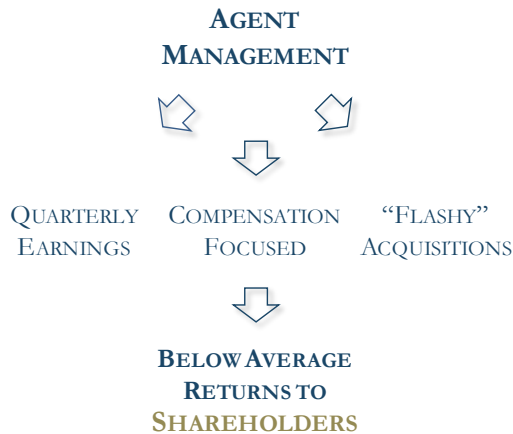 AGENT
MANAGEMENT
QUARTERLY EARNINGS
COMPENSATION FOCUSED
“FLASHY” ACQUISITIONS
BELOW AVERAGE
RETURNS TO
SHAREHOLDERS